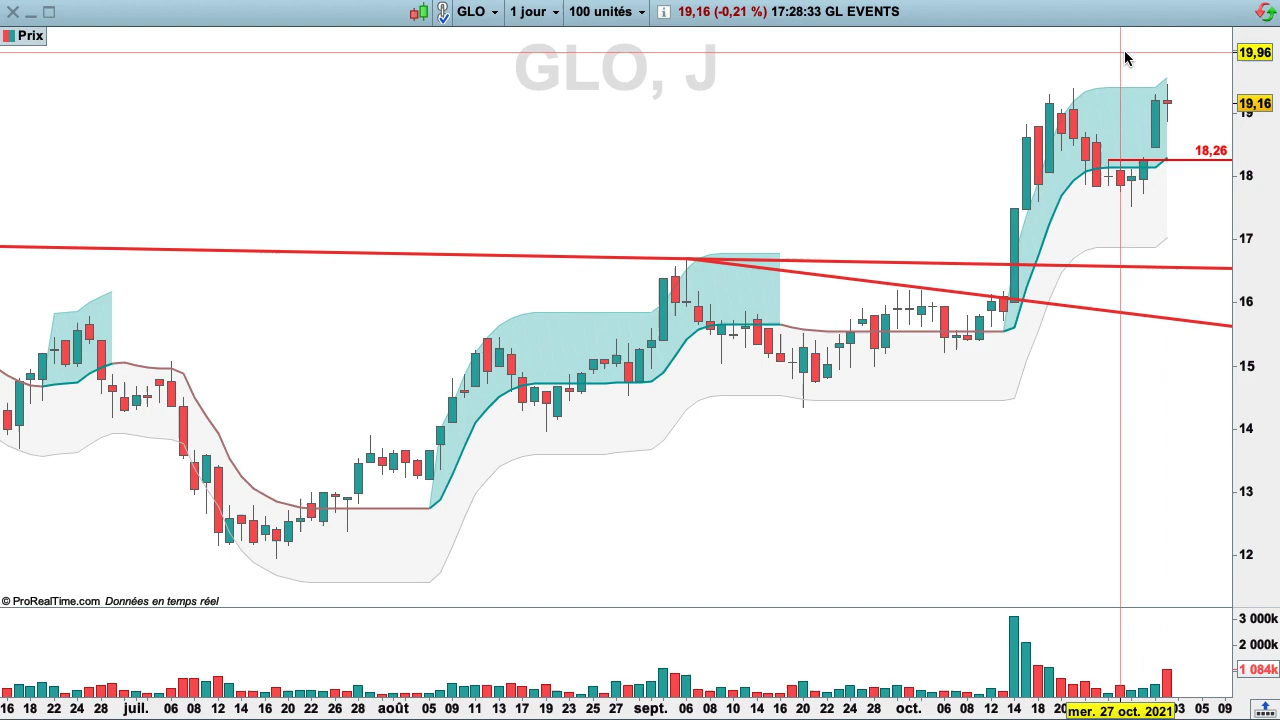 GLO 1 jour 100 unités 19,16 (-0,21 %) 17:28:33 GL EVENTS
Prix
GLO, J
19,96
19,16
19
18,26
18
17
16
15
14
13
12
© ProRealTime.com Données en temps réel
3 000k
2 000k
1 084k
16 18 22 24 28 juil. 06 08 12 14 16 20 22 26 28 août 05 09 11 13 17 19 23 25 27 sept. 06 08 10 14 16 20 22 24 28 oct. 06 08 12 14 18 20 mer. 27 oct. 2021 03 05 09